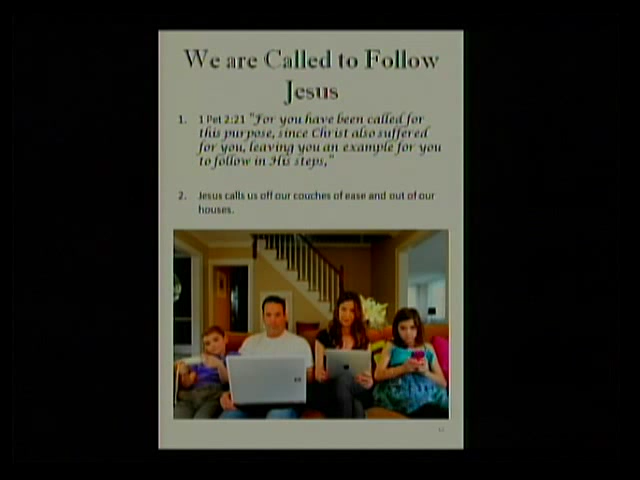 We are Called to Follow
Jesus
1. 1 Pet 2:21 "For you have been called for
this purpose, since Christ also suffered
for you, leaving you an example for you
to follow in His steps,"
2. Jesus calls us off our couches of ease and out of our
houses.